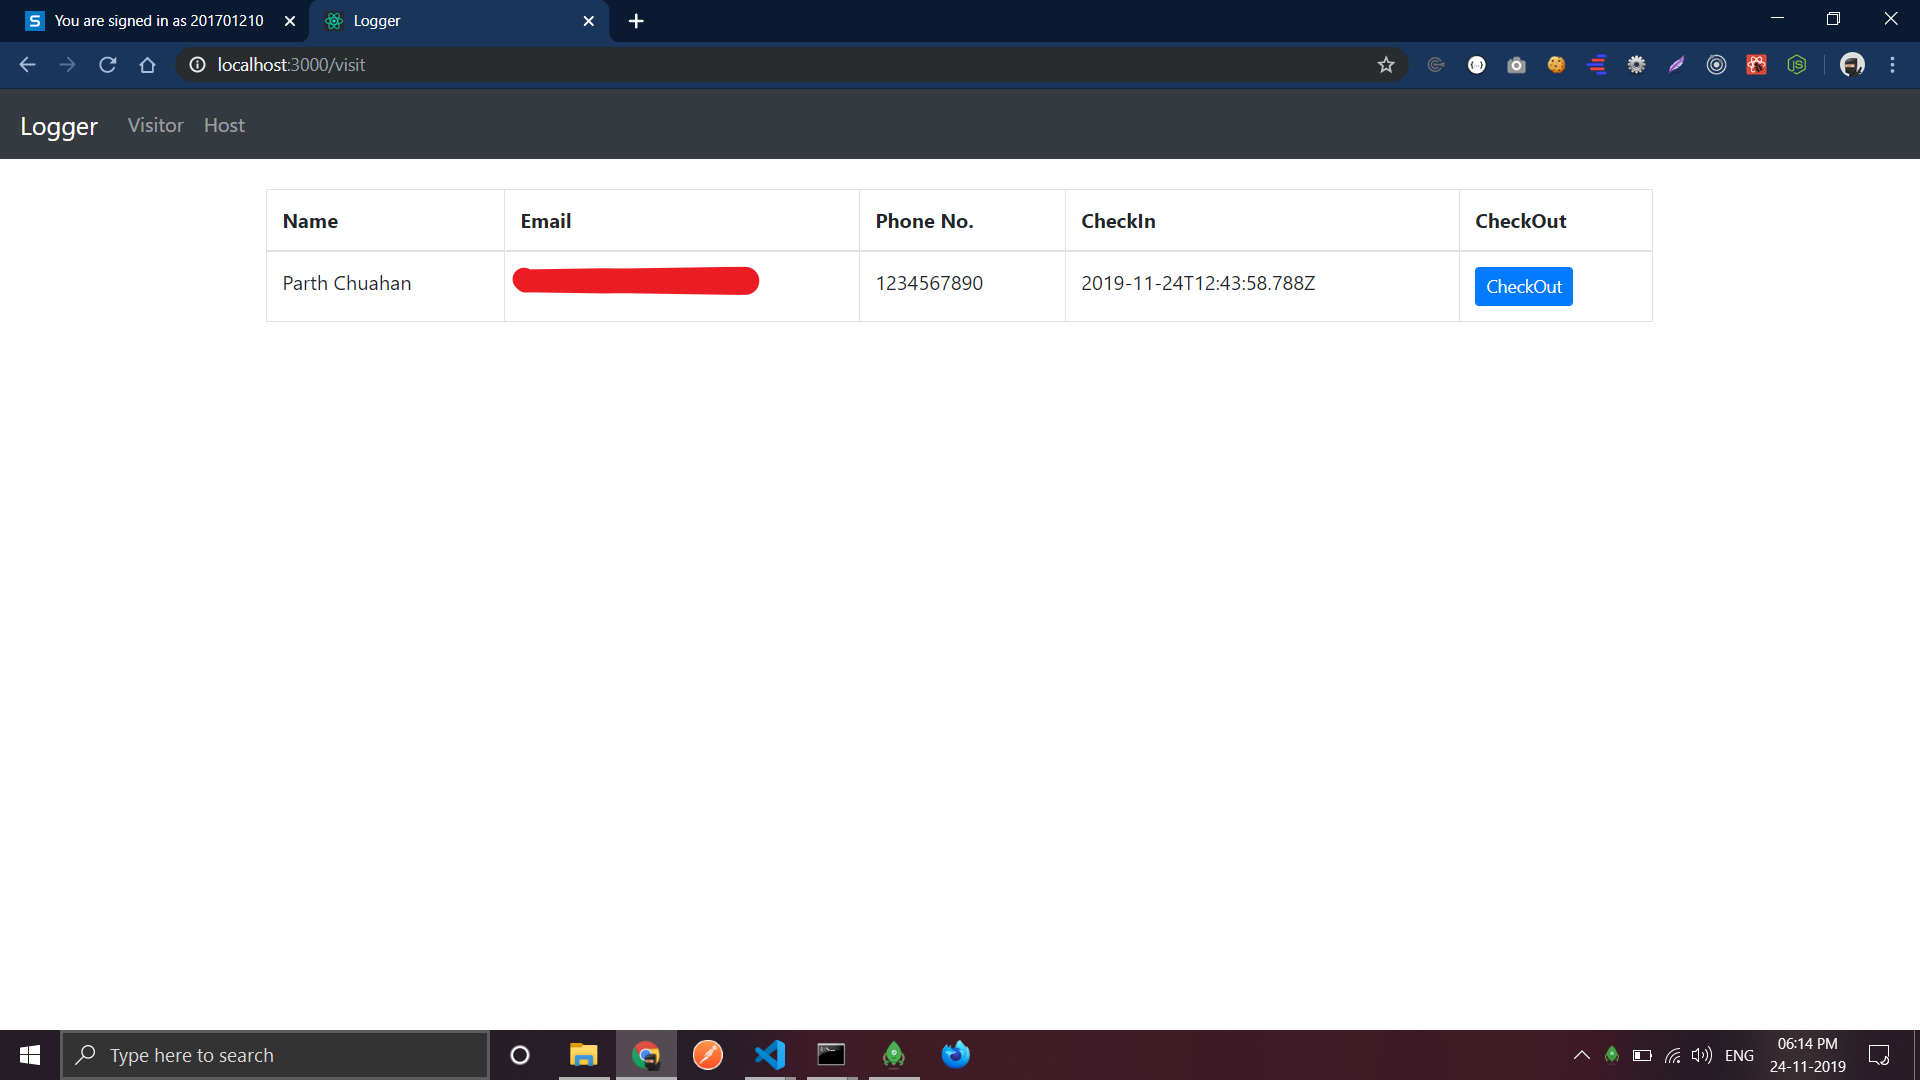 You are signed in as 201701210
Logger
localhost:3000/visit
Logger Visitor Host
Name Email Phone No. CheckIn CheckOut
Parth Chuahan 1234567890 2019-11-24T12:43:58.788Z CheckOut
Type here to search
ENG
06:14 PM
24-11-2019